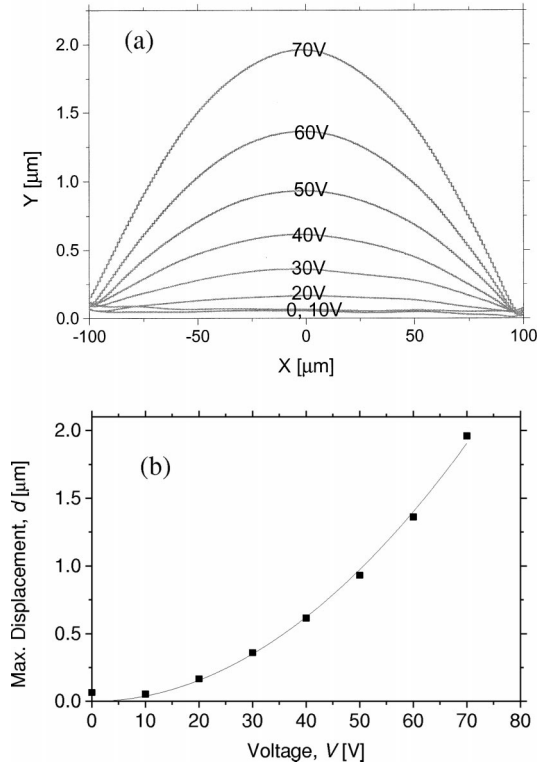 (a)
2.0
1.5
1.0
0.5
0.0
Y [µm]
70V
60V
50V
40V
30V
20V
0, 10V
-100 -50 0 50 100
X [µm]
(b)
2.0
1.5
1.0
0.5
0.0
Max. Displacement, d [µm]
0 10 20 30 40 50 60 70 80
Voltage, V [V]